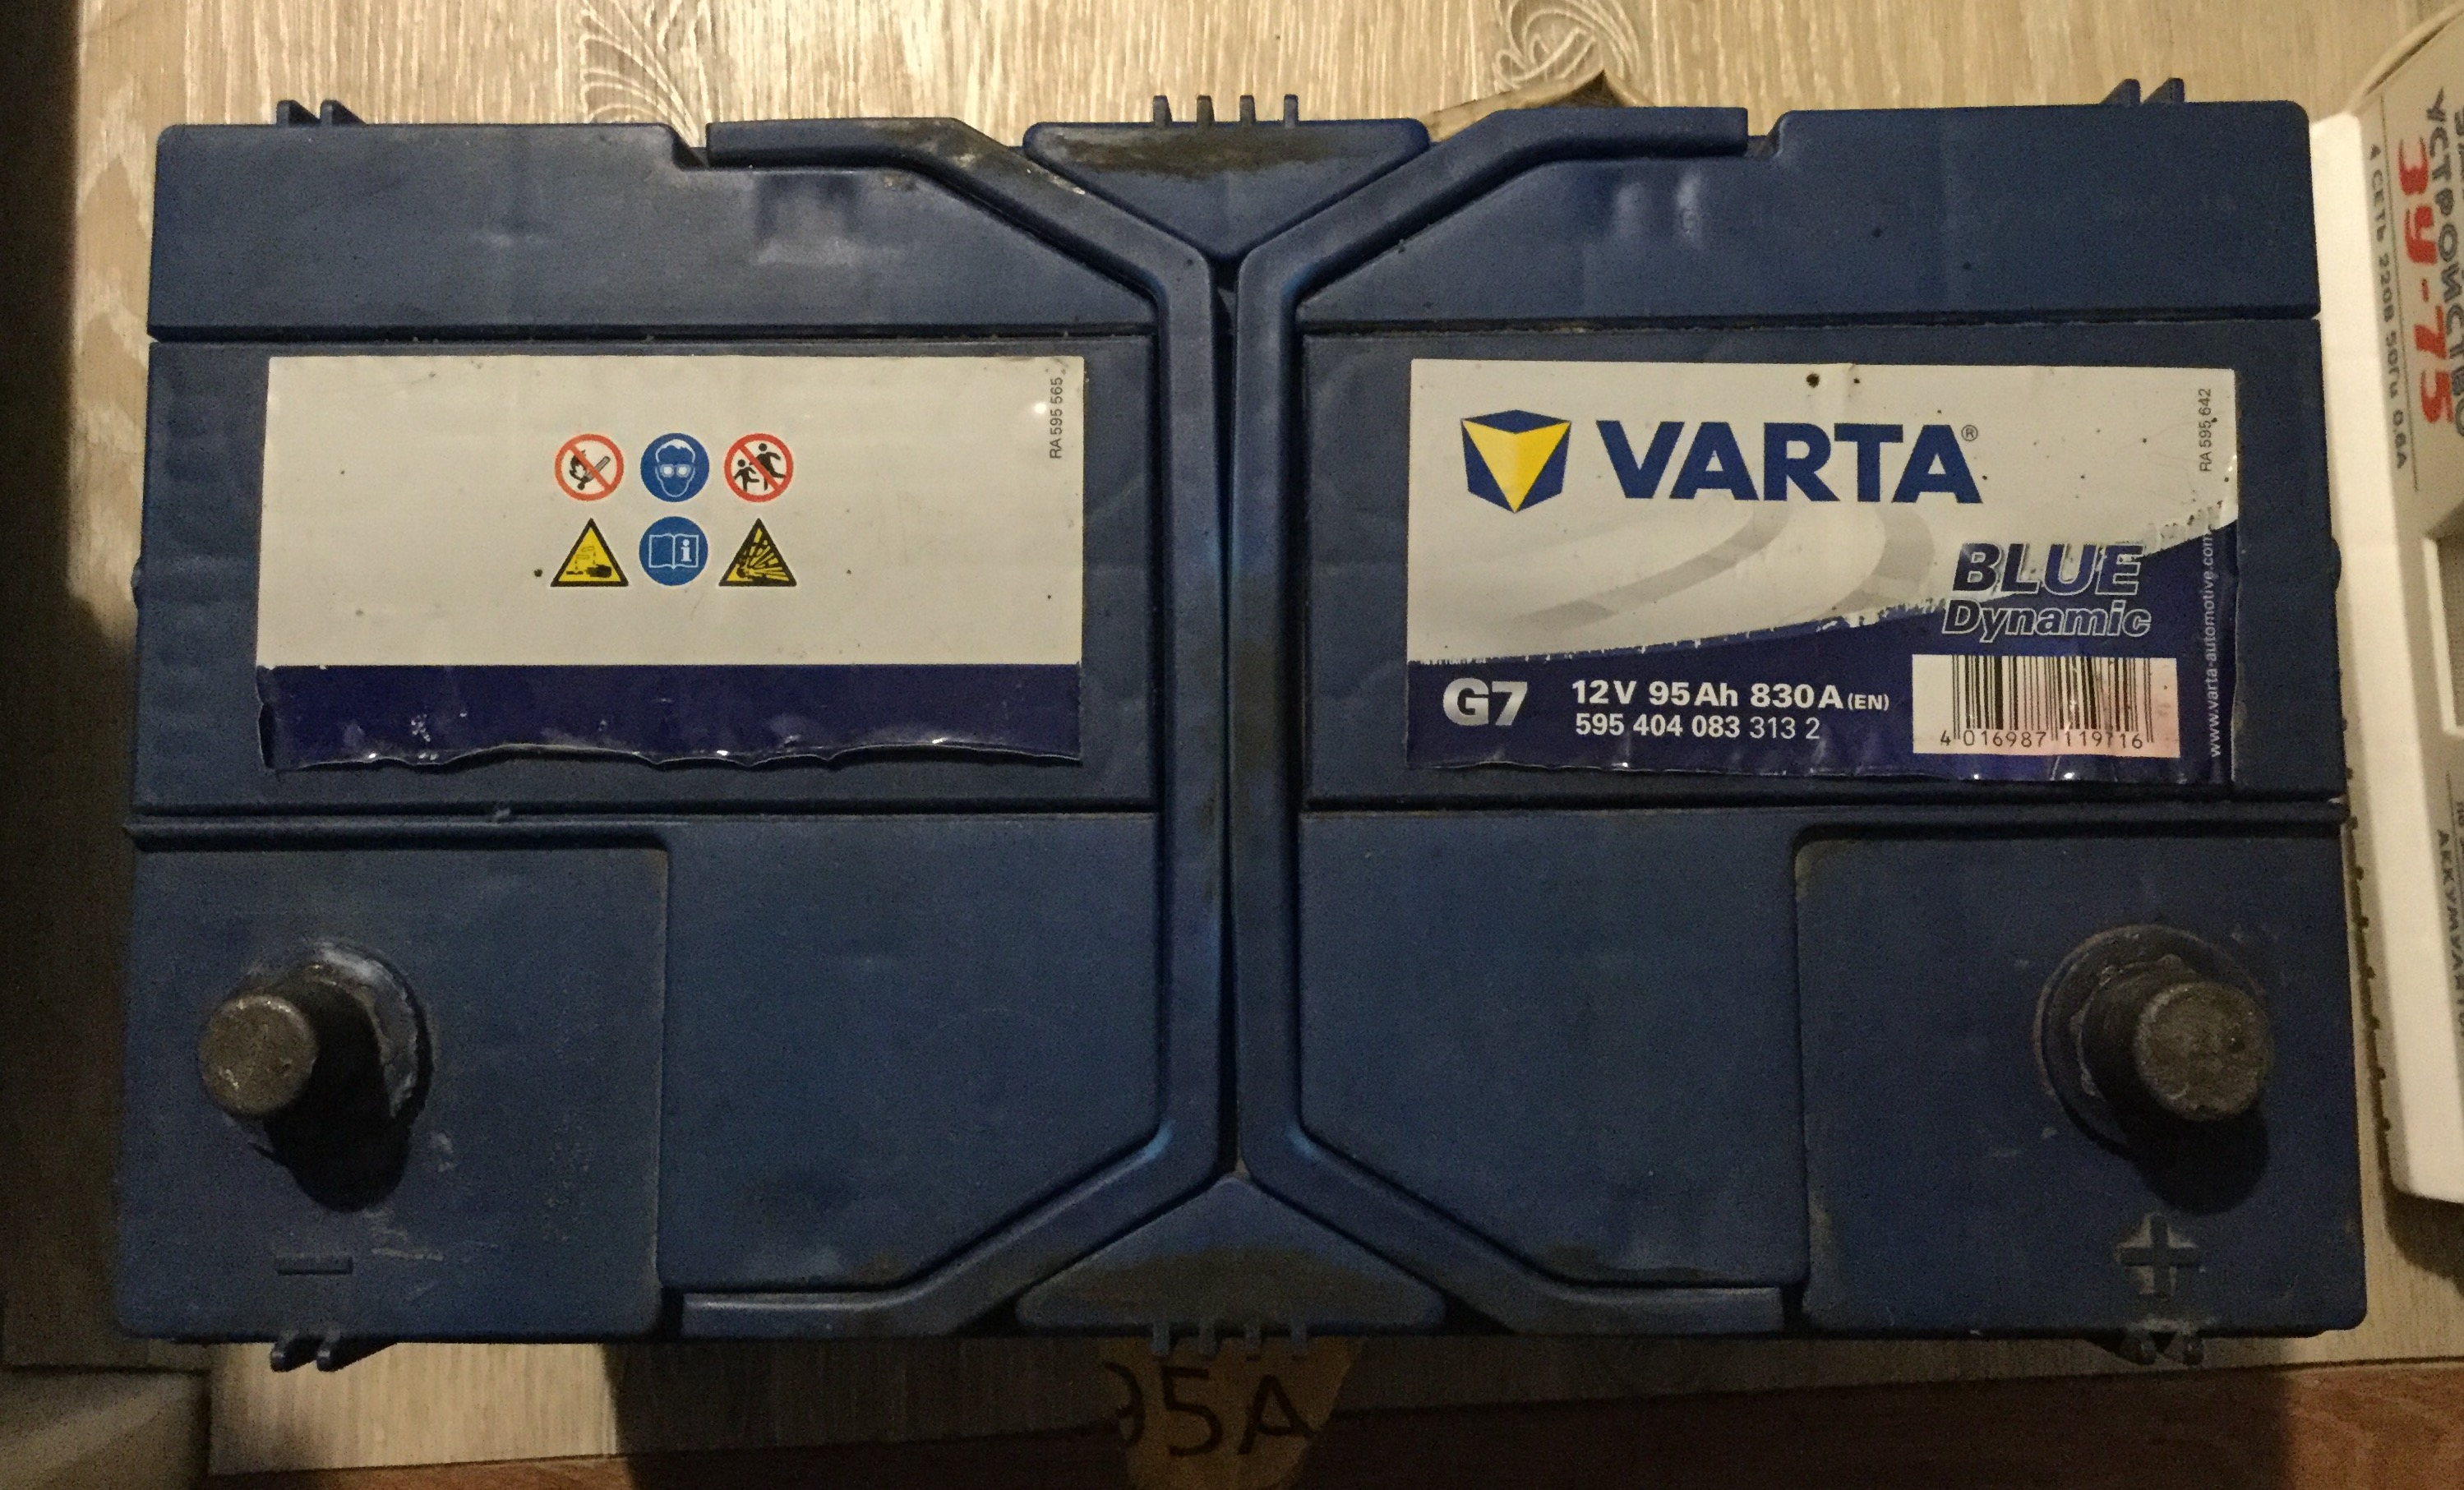 RA 595 565
VARTA®
RA 595 642
BLUE
Dynamic
www.varta-automotive.com
G7
12V 95Ah 830A (EN)
595 404 083 313 2
4 016987 119716
ЗУ-75
95А